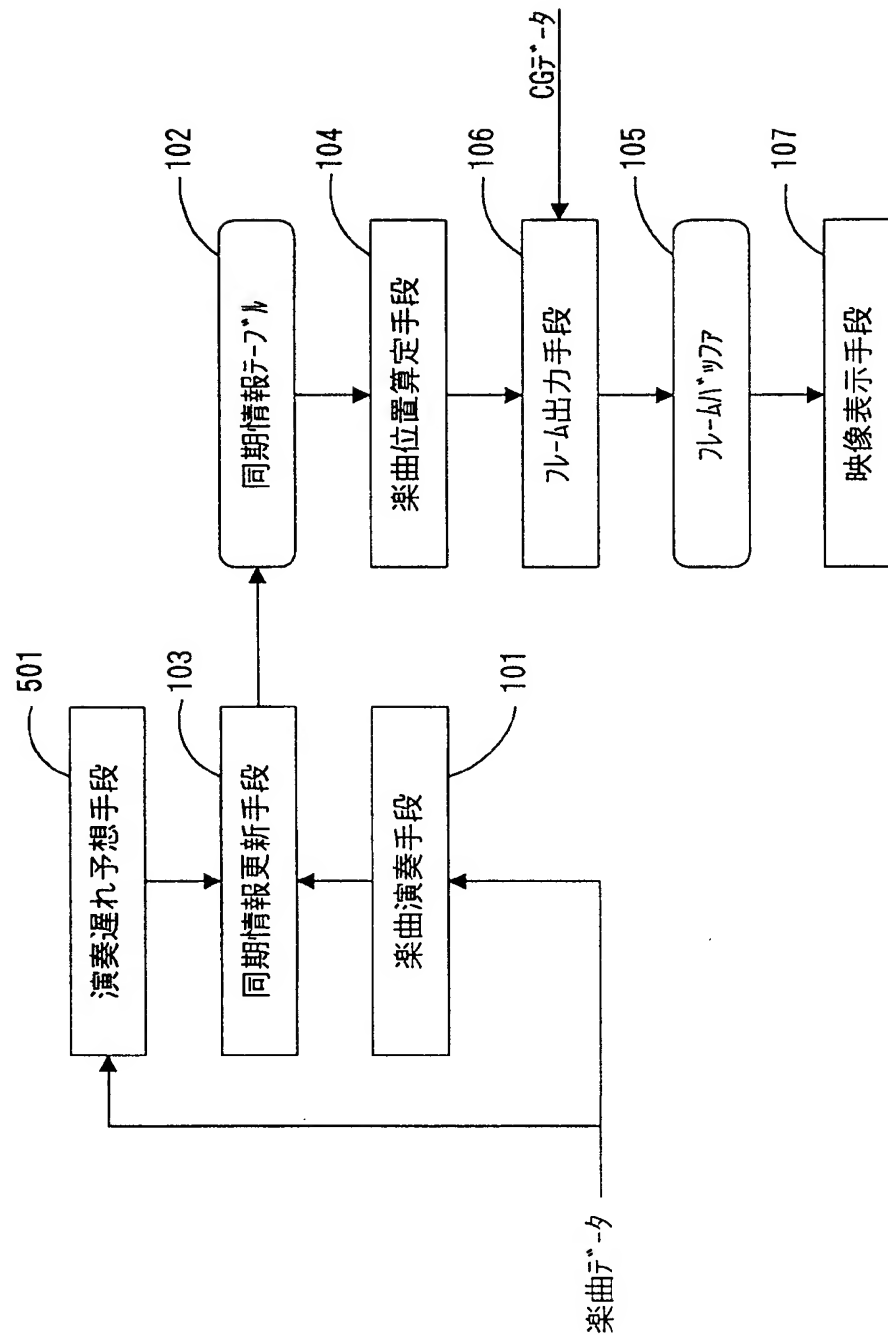 501
演奏遅れ予想手段
103
同期情報更新手段
101
楽曲演奏手段
楽曲ﾃﾞｰﾀ
102
同期情報ﾃｰﾌﾞﾙ
104
楽曲位置算定手段
106
ﾌﾚｰﾑ出力手段
CGﾃﾞｰﾀ
105
ﾌﾚｰﾑﾊﾞｯﾌｧ
107
映像表示手段